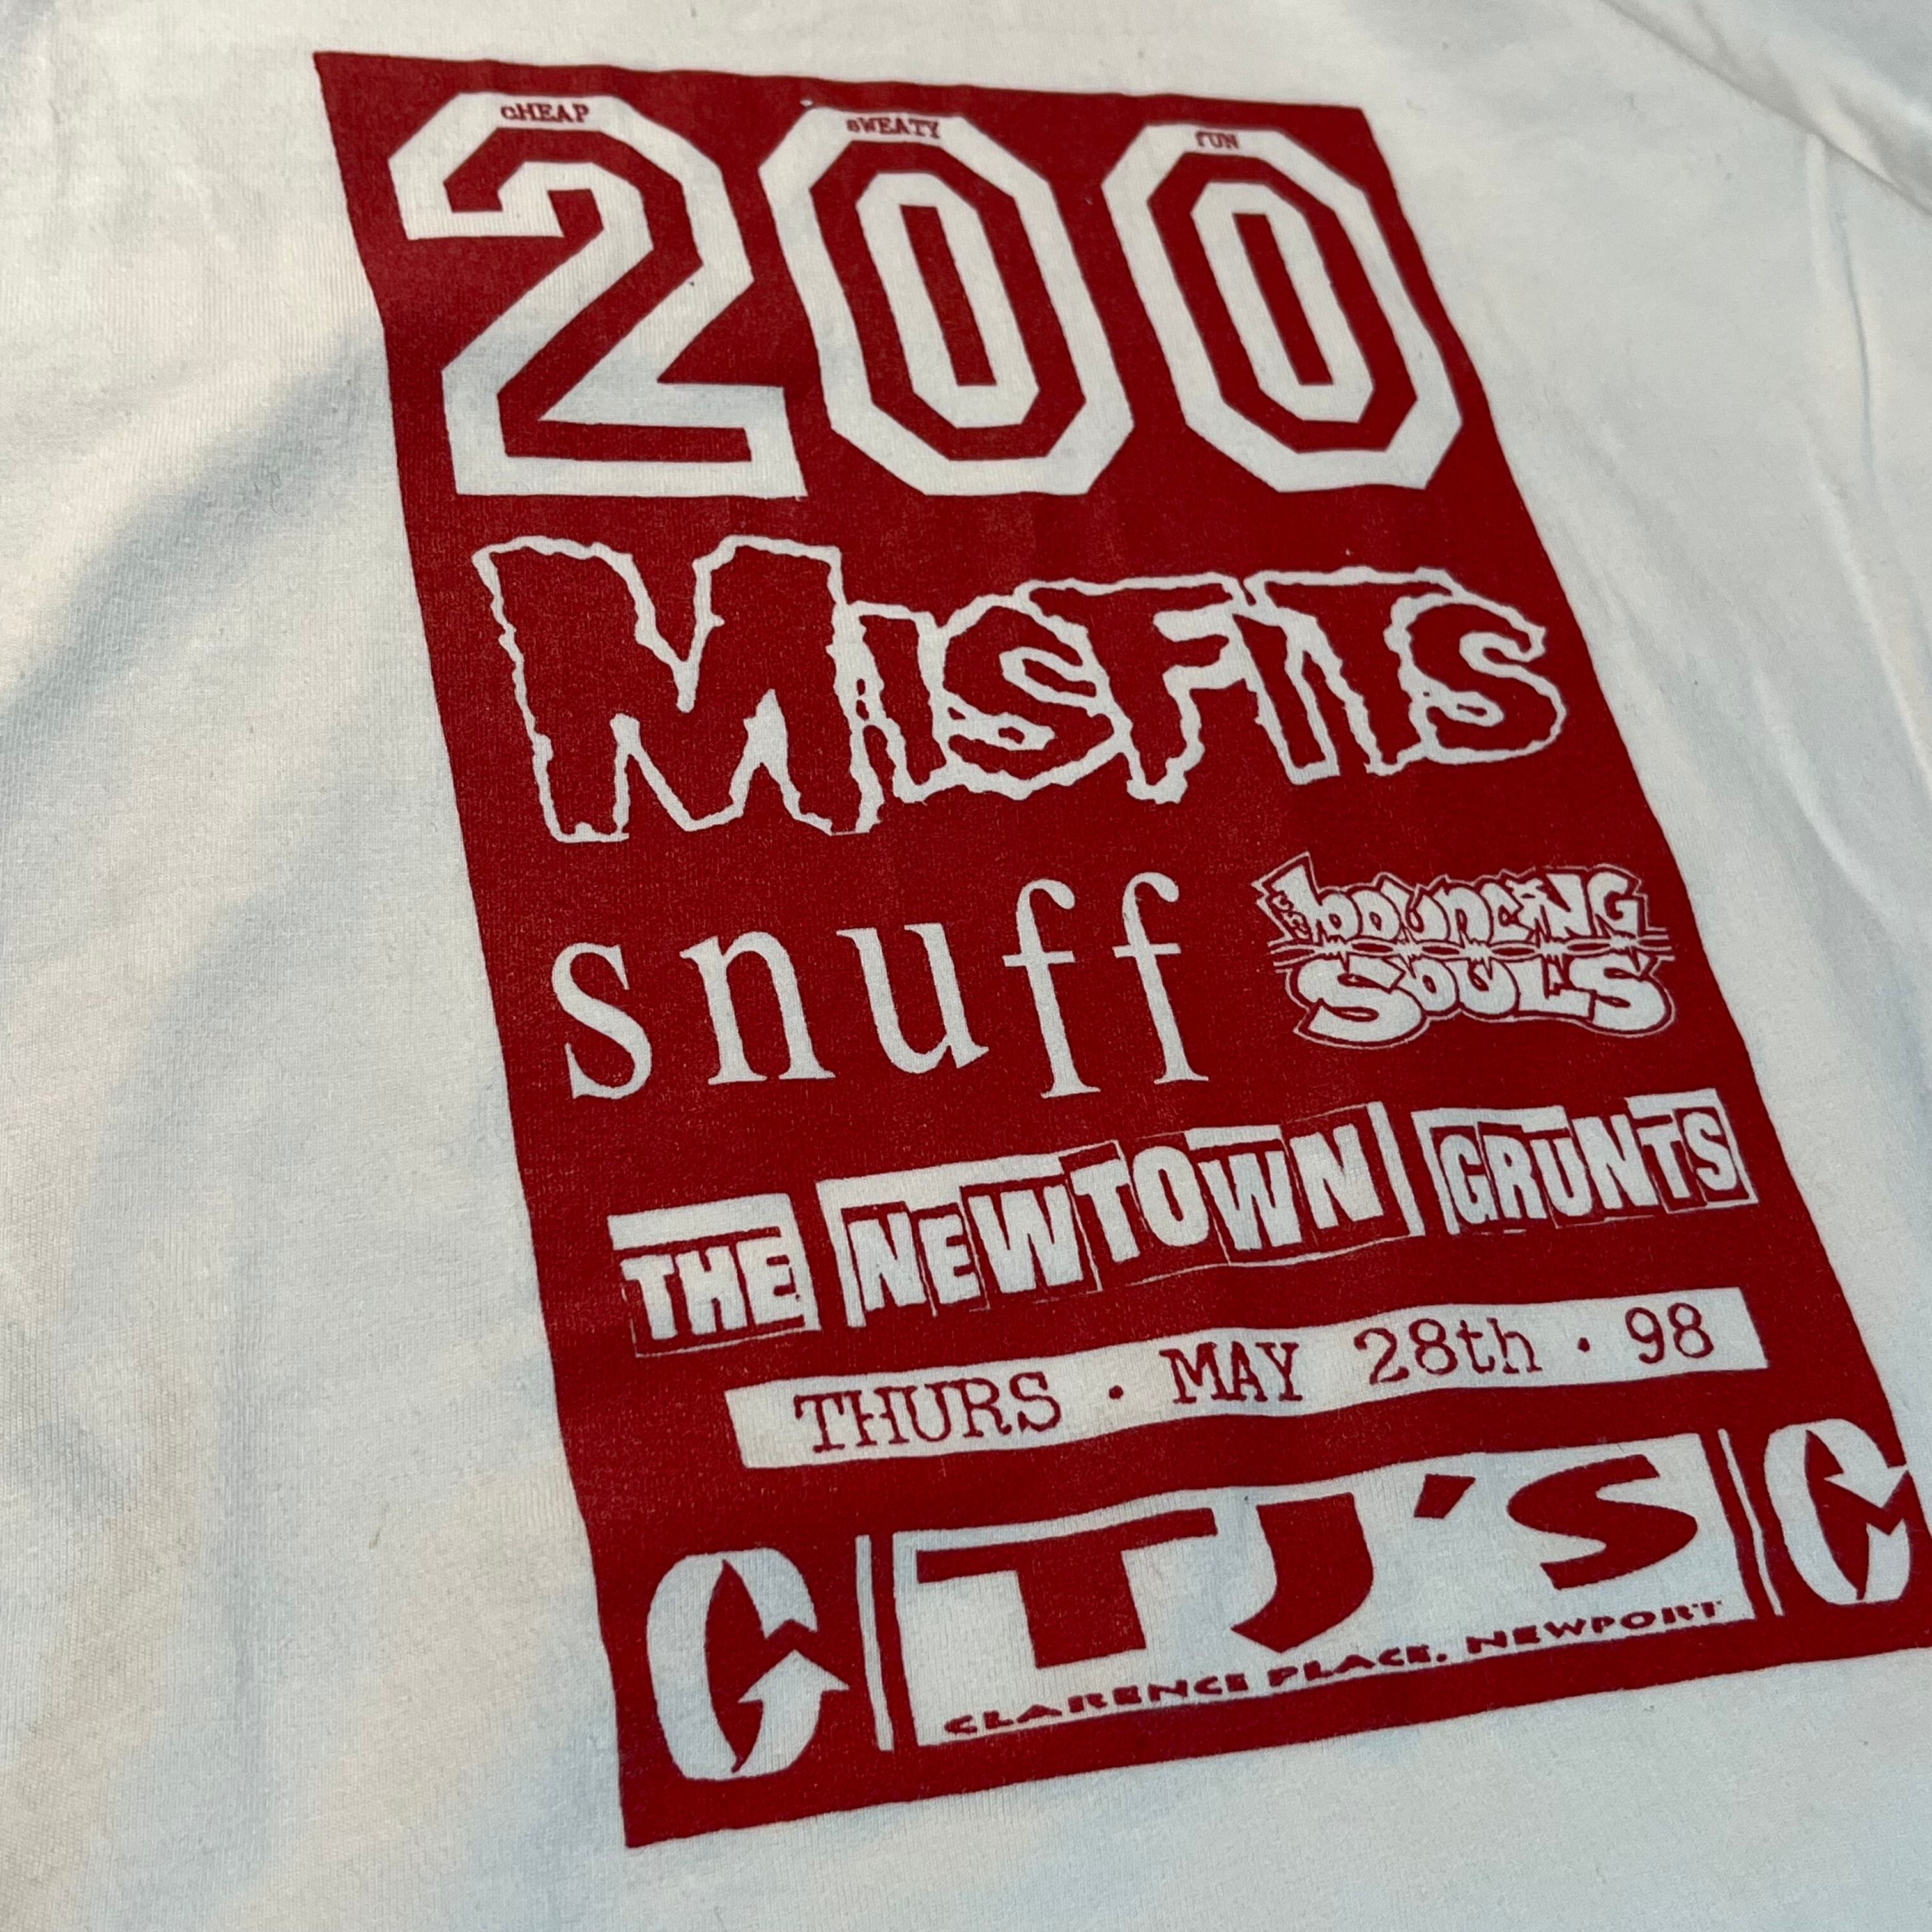 cHEAP sWEATY fUN
200
MISFITS
snuff THE bOUNCiNG SOULS
THE NEWTOWN GRUNTS
THURS · MAY 28th · 98
TJ'S
CLARENCE PLACE, NEWPORT